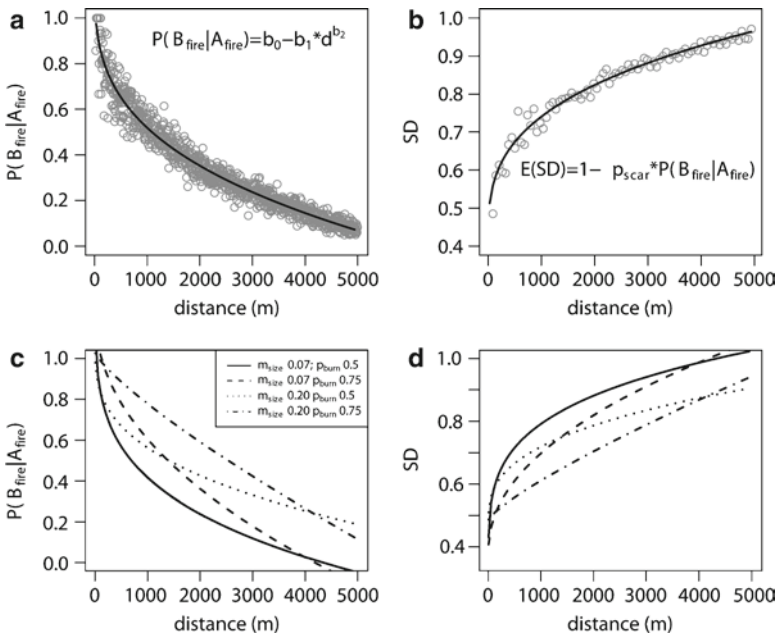 a
P(B_fire|A_fire)=b_0−b_1*d^b_2
P(B_fire|A_fire)
1.0
0.8
0.6
0.4
0.2
0.0
0 1000 2000 3000 4000 5000
distance (m)
b
E(SD)=1− p_scar*P(B_fire|A_fire)
SD
1.0
0.9
0.8
0.7
0.6
0.5
0.4
0 1000 2000 3000 4000 5000
distance (m)
c
m_size 0.07; p_burn 0.5
m_size 0.07 p_burn 0.75
m_size 0.20 p_burn 0.5
m_size 0.20 p_burn 0.75
P(B_fire|A_fire)
1.0
0.8
0.6
0.4
0.2
0.0
0 1000 2000 3000 4000 5000
distance (m)
d
SD
1.0
0.8
0.6
0.4
0 1000 2000 3000 4000 5000
distance (m)